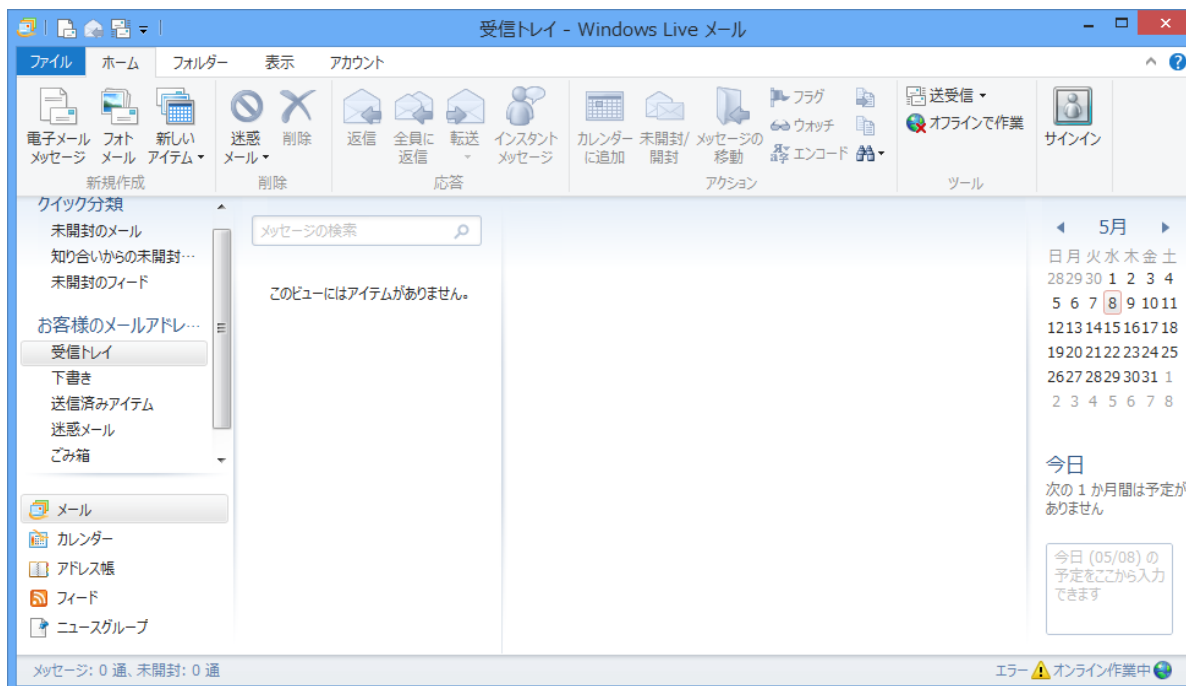 受信トレイ - Windows Live メール
ファイル ホーム フォルダー 表示 アカウント
電子メール メッセージ
フォト メール
新しい アイテム
迷惑 メール
削除
返信
全員に 返信
転送
インスタント メッセージ
カレンダー に追加
未開封/ 開封
メッセージの 移動
フラグ
ウォッチ
エンコード
送受信
オフラインで作業
サインイン
新規作成 削除 応答 アクション ツール
クイック分類
未開封のメール
知り合いからの未開封…
未開封のフィード
お客様のメールアドレ…
受信トレイ
下書き
送信済みアイテム
迷惑メール
ごみ箱
メール
カレンダー
アドレス帳
フィード
ニュースグループ
メッセージの検索
このビューにはアイテムがありません。
5月
日 月 火 水 木 金 土
28 29 30 1 2 3 4
5 6 7 8 9 10 11
12 13 14 15 16 17 18
19 20 21 22 23 24 25
26 27 28 29 30 31 1
2 3 4 5 6 7 8
今日
次の 1 か月間は予定が
ありません
今日 (05/08) の
予定をここから入力
できます
メッセージ: 0 通、未開封: 0 通
エラー オンライン作業中